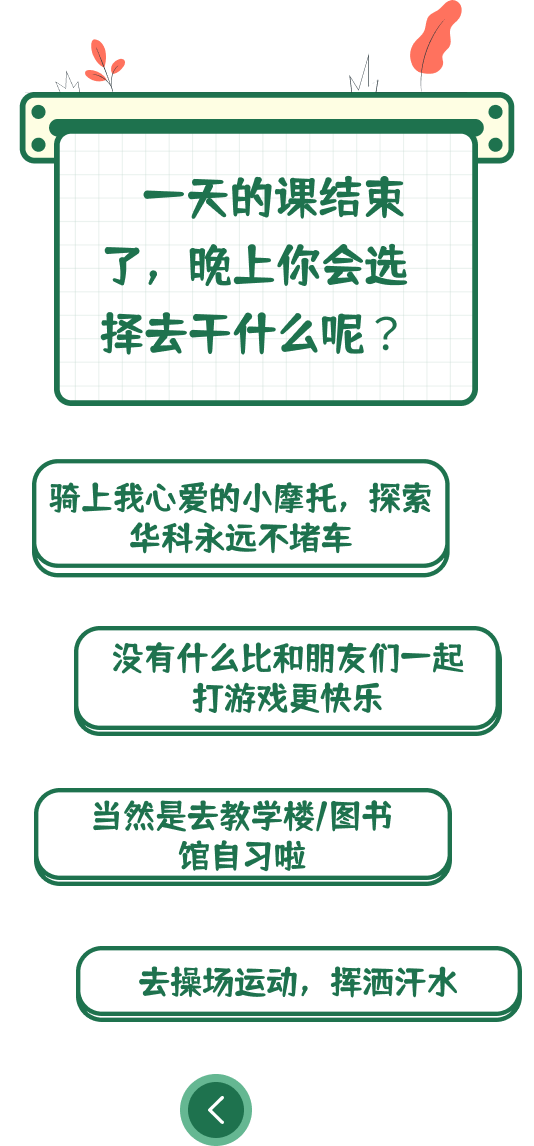 一天的课结束
了，晚上你会选
择去干什么呢？
骑上我心爱的小摩托，探索
华科永远不堵车
没有什么比和朋友们一起
打游戏更快乐
当然是去教学楼/图书
馆自习啦
去操场运动，挥洒汗水